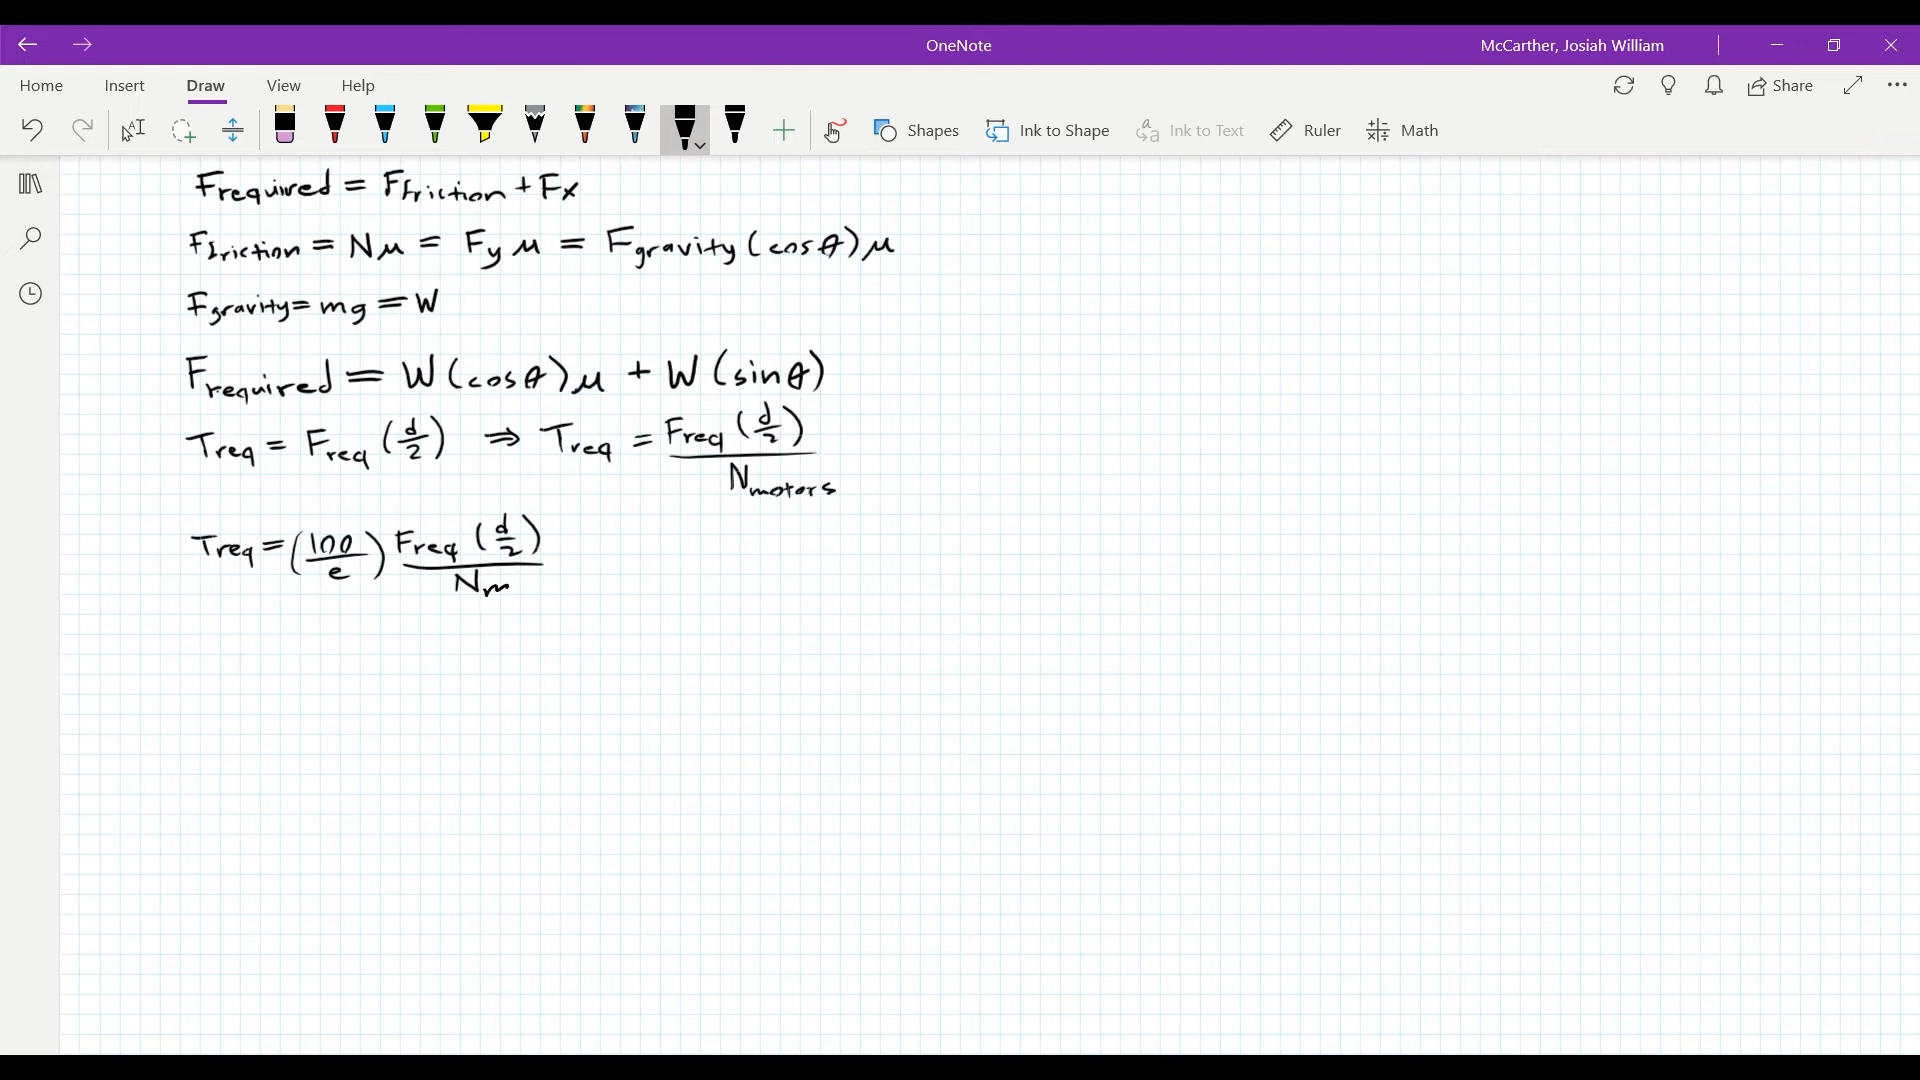 OneNote
McCarther, Josiah William
Home Insert Draw View Help Share
Shapes Ink to Shape Ink to Text Ruler Math
Frequired = Ffriction + Fx
Ffriction = Nμ = Fy μ = Fgravity (cosθ) μ
Fgravity = mg = W
Frequired = W (cosθ) μ + W (sinθ)
Treq = Freq (d/2) ⇒ Treq = Freq (d/2) / Nmotors
Treq = (100/e) Freq (d/2) / Nm